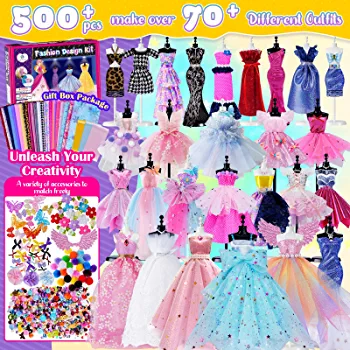 500+ pcs make over 70+ Different Outfits
Fashion Design Kit
Gift Box Package
Unleash Your
Creativity
A variety of accessories to
match freely